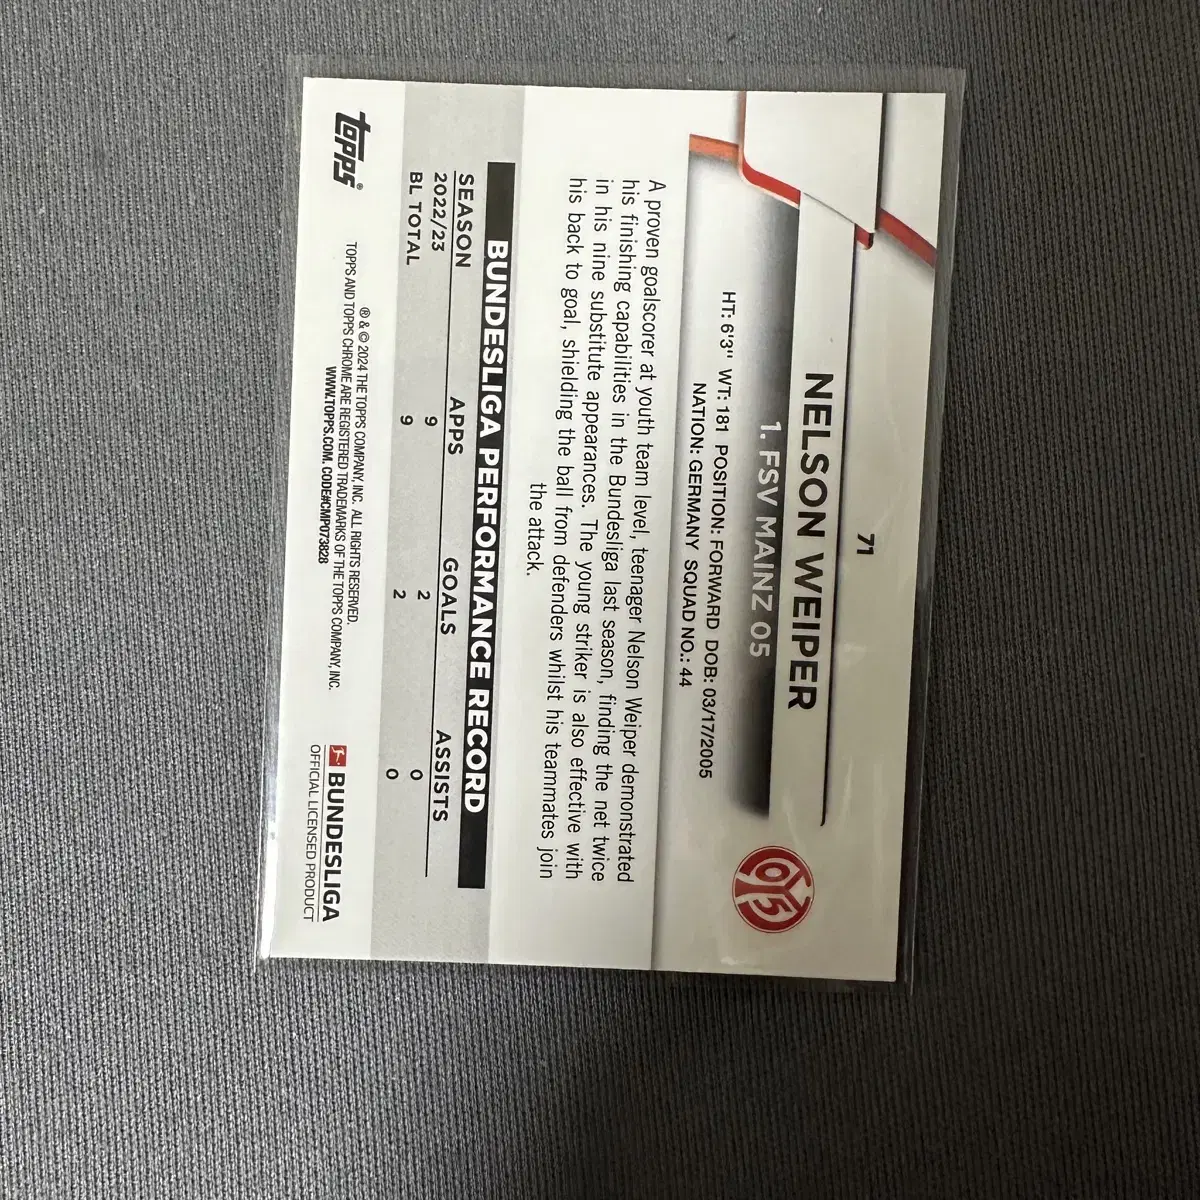 71
NELSON WEIPER
1. FSV MAINZ 05
HT: 6'3" WT: 181 POSITION: FORWARD DOB: 03/17/2005
NATION: GERMANY SQUAD NO.: 44
05
A proven goalscorer at youth team level, teenager Nelson Weiper demonstrated
his finishing capabilities in the Bundesliga last season, finding the net twice
in his nine substitute appearances. The young striker is also effective with
his back to goal, shielding the ball from defenders whilst his teammates join
the attack.
BUNDESLIGA PERFORMANCE RECORD
SEASON APPS GOALS ASSISTS
2022/23 9 2 0
BL TOTAL 9 2 0
topps®
® & © 2024 THE TOPPS COMPANY, INC. ALL RIGHTS RESERVED.
TOPPS AND TOPPS CHROME ARE REGISTERED TRADEMARKS OF THE TOPPS COMPANY, INC.
WWW.TOPPS.COM. CODE#CMP073828
BUNDESLIGA
OFFICIAL LICENSED PRODUCT